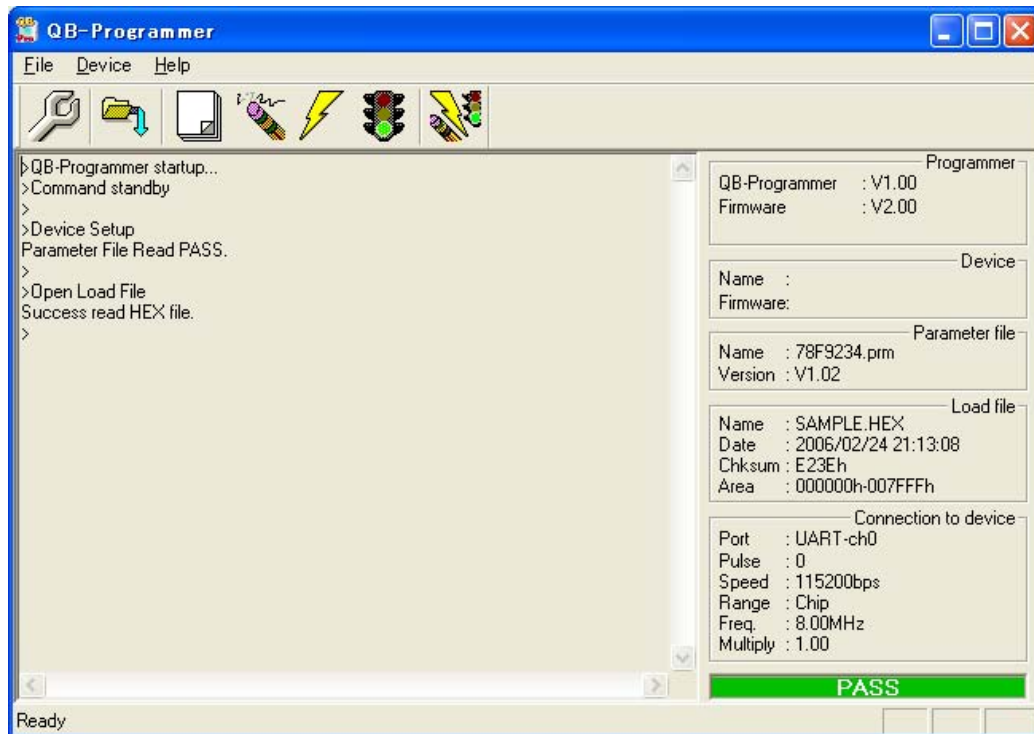 QB-Programmer
File Device Help
>QB-Programmer startup...
>Command standby
>
>Device Setup
Parameter File Read PASS.
>
>Open Load File
Success read HEX file.
>
Programmer
QB-Programmer : V1.00
Firmware : V2.00
Device
Name :
Firmware:
Parameter file
Name : 78F9234.prm
Version : V1.02
Load file
Name : SAMPLE.HEX
Date : 2006/02/24 21:13:08
Chksum : E23Eh
Area : 000000h-007FFFh
Connection to device
Port : UART-ch0
Pulse : 0
Speed : 115200bps
Range : Chip
Freq. : 8.00MHz
Multiply : 1.00
PASS
Ready